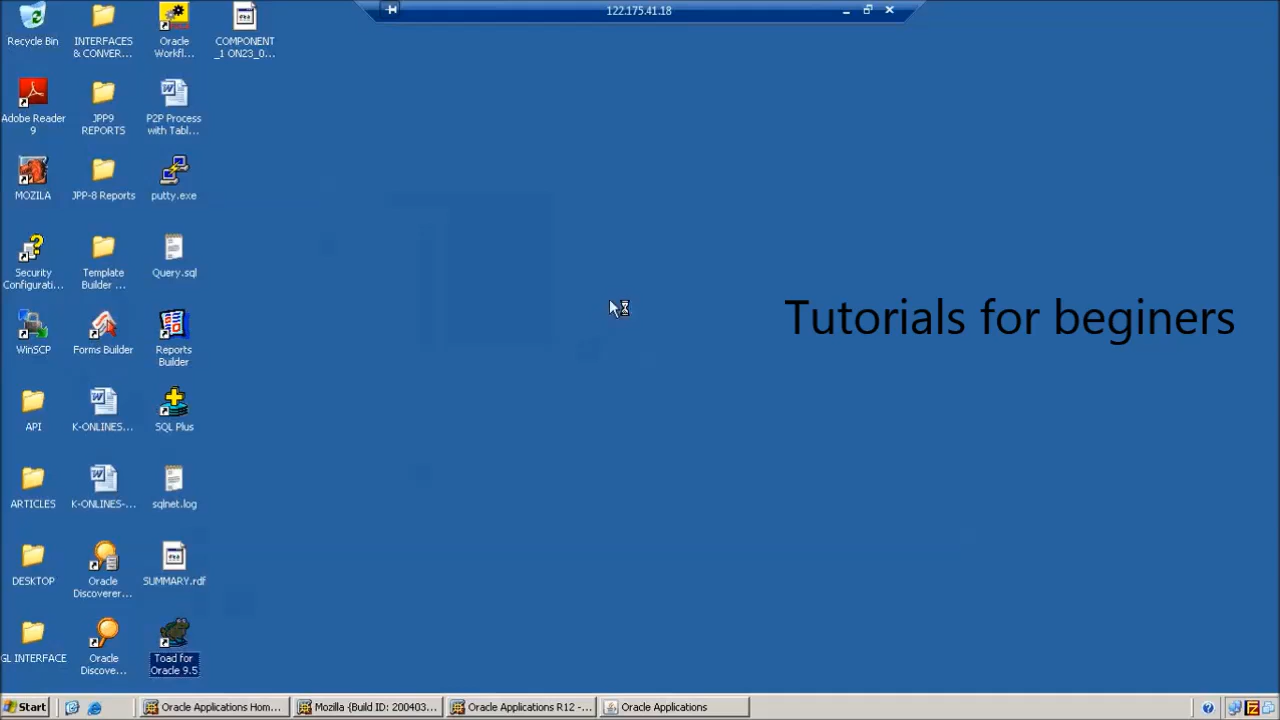 122.175.41.18
Recycle Bin
INTERFACES
& CONVER...
Oracle
Workfl...
COMPONENT
_1 ON23_0...
Adobe Reader
9
JPP9
REPORTS
P2P Process
with Tabl...
MOZILA
JPP-8 Reports
putty.exe
Security
Configurati...
Template
Builder ...
Query.sql
Tutorials for beginers
WinSCP
Forms Builder
Reports
Builder
API
K-ONLINES...
SQL Plus
ARTICLES
K-ONLINES-...
sqlnet.log
DESKTOP
Oracle
Discoverer...
SUMMARY.rdf
GL INTERFACE
Oracle
Discove...
Toad for
Oracle 9.5
Start
Oracle Applications Hom...
Mozilla {Build ID: 200403...
Oracle Applications R12 -...
Oracle Applications